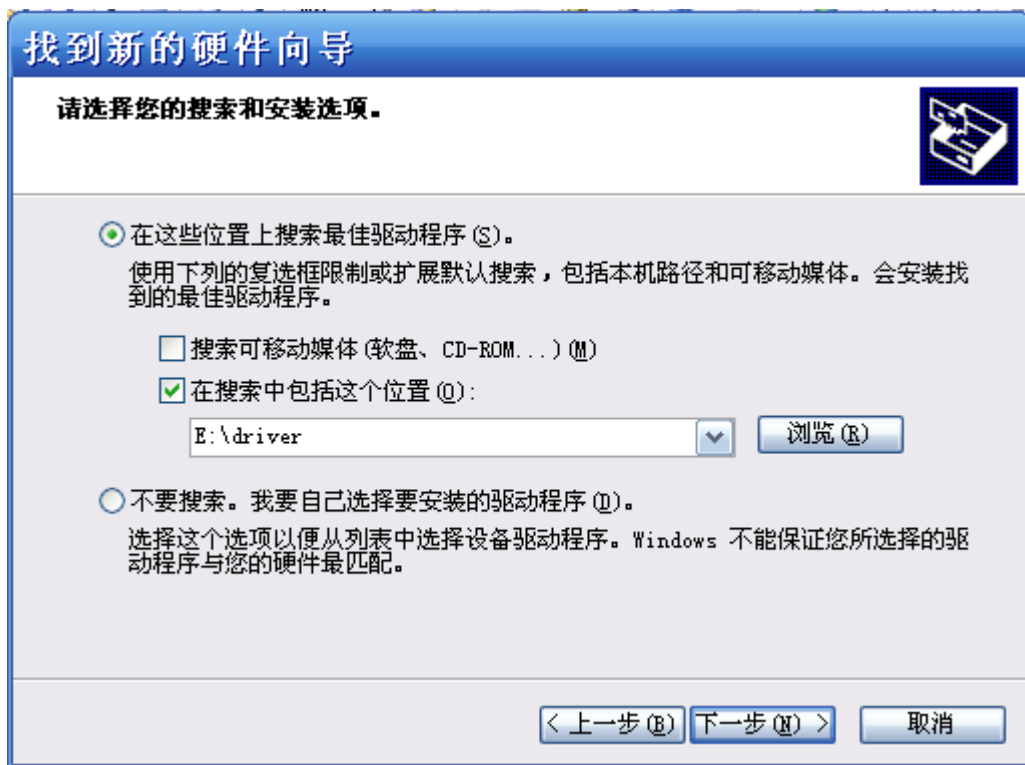 找到新的硬件向导
请选择您的搜索和安装选项。
在这些位置上搜索最佳驱动程序(S)。
使用下列的复选框限制或扩展默认搜索，包括本机路径和可移动媒体。会安装找
到的最佳驱动程序。
搜索可移动媒体(软盘、CD-ROM...)(M)
在搜索中包括这个位置(O):
E:\driver
浏览(R)
不要搜索。我要自己选择要安装的驱动程序(D)。
选择这个选项以便从列表中选择设备驱动程序。Windows 不能保证您所选择的驱
动程序与您的硬件最匹配。
< 上一步(B) 下一步(N) > 取消